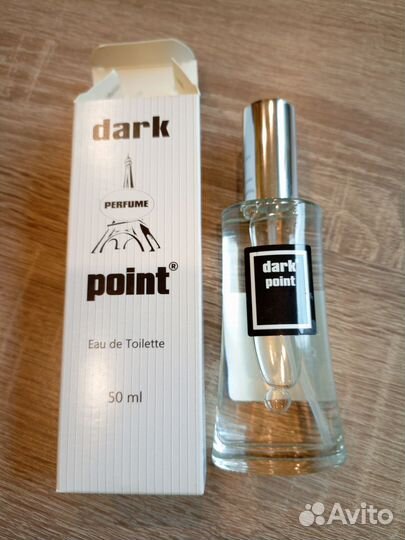 dark
PERFUME
point®
Eau de Toilette
50 ml
dark
point
Avito